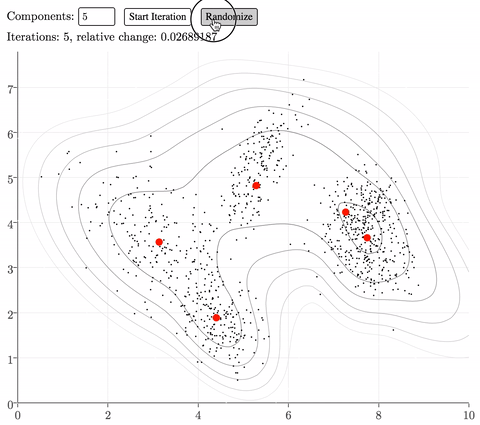 Components: 5 Start Iteration Randomize
Iterations: 5, relative change: 0.02689187
7
6
5
4
3
2
1
0
0 2 4 6 8 10